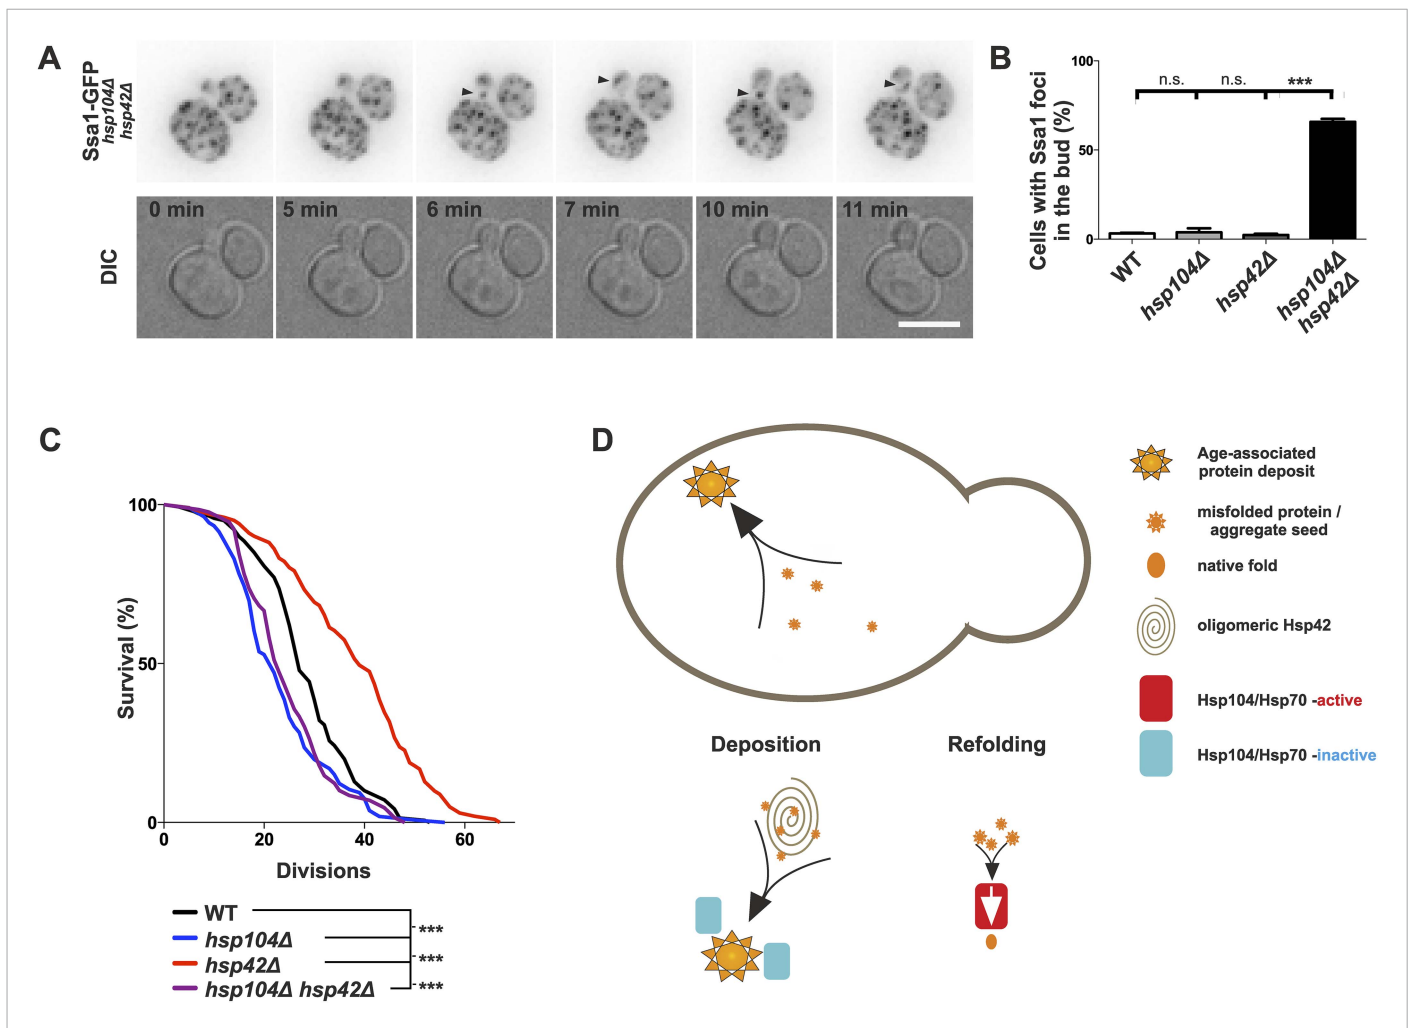 A
Ssa1-GFP
hsp104Δ
hsp42Δ
DIC
0 min
5 min
6 min
7 min
10 min
11 min
B
Cells with Ssa1 foci
in the bud (%)
100
50
0
n.s.
n.s.
***
WT
hsp104Δ
hsp42Δ
hsp104Δ
hsp42Δ
C
Survival (%)
100
50
0
0
20
40
60
Divisions
WT
hsp104Δ
hsp42Δ
hsp104Δ hsp42Δ
***
***
***
D
Age-associated
protein deposit
misfolded protein /
aggregate seed
native fold
oligomeric Hsp42
Hsp104/Hsp70 -active
Hsp104/Hsp70 -inactive
Deposition
Refolding